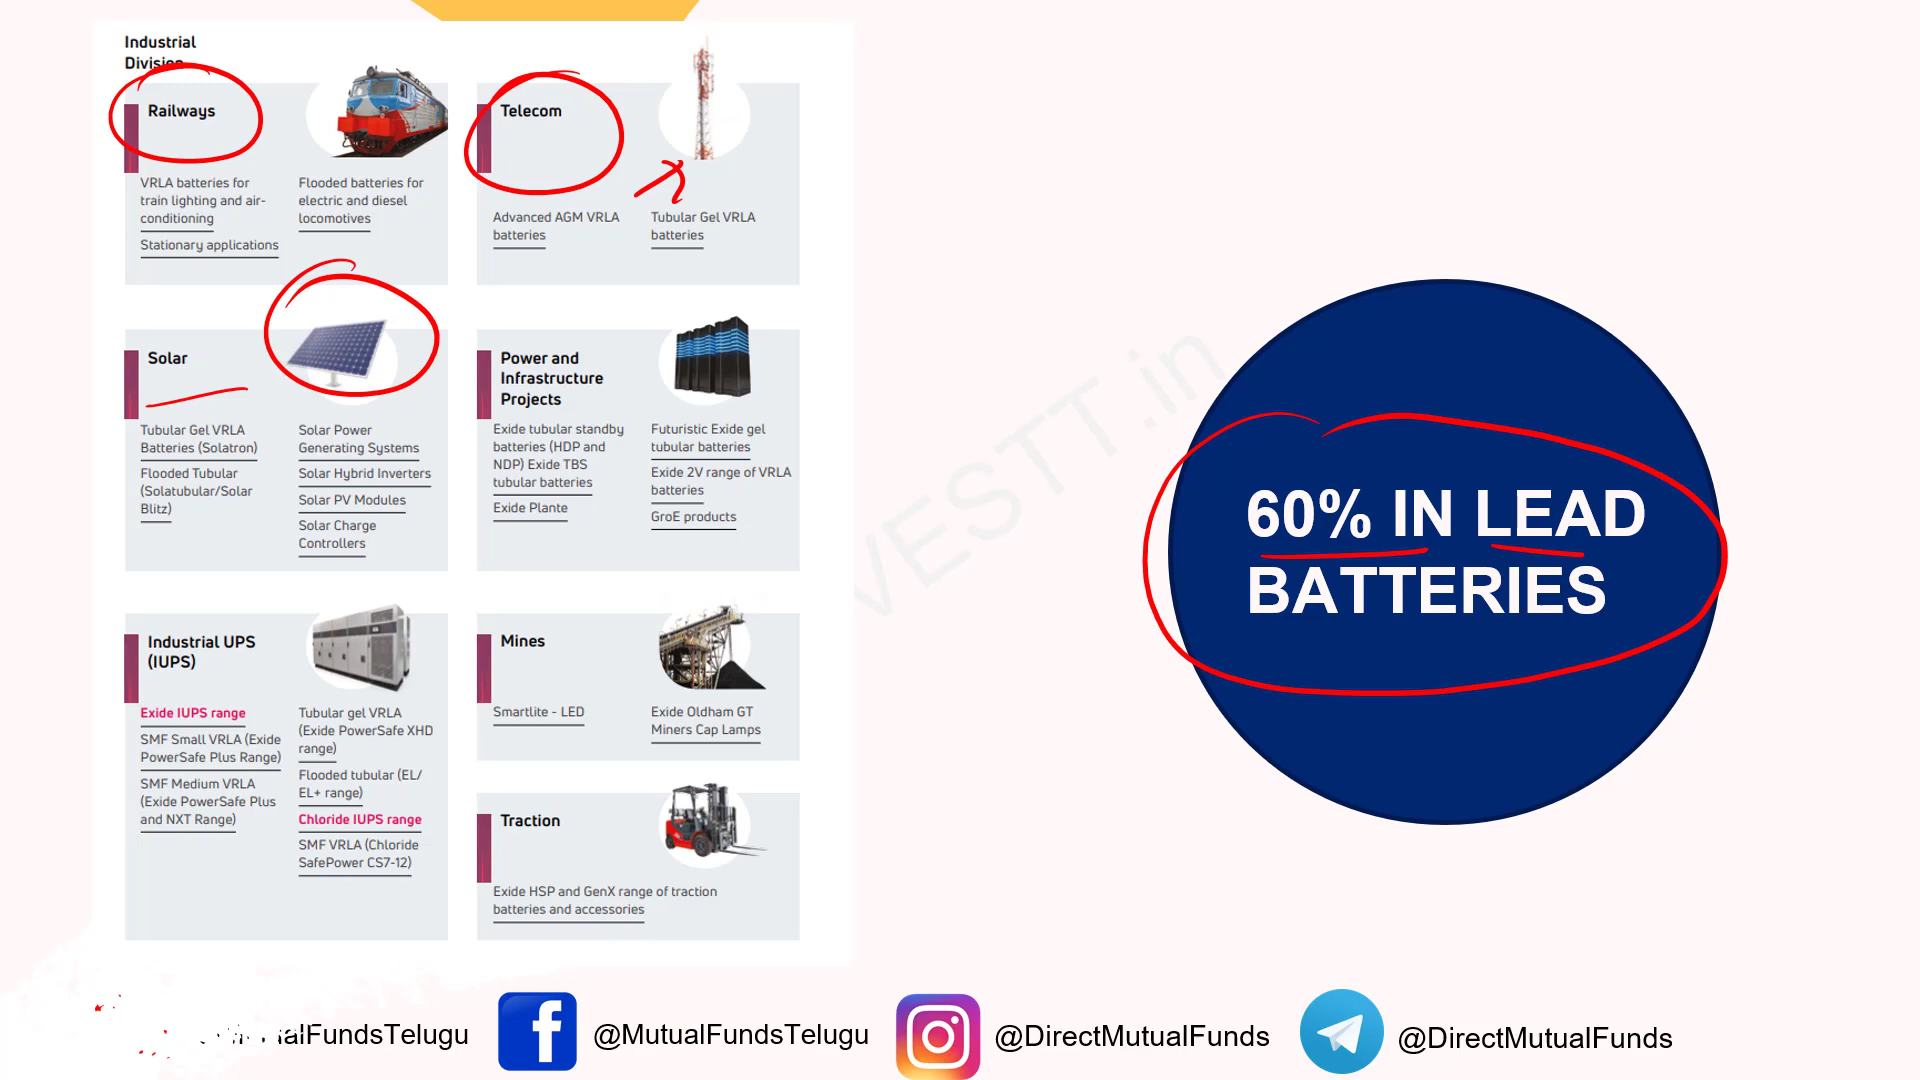 Industrial
Division
Railways
VRLA batteries for
train lighting and air-
conditioning
Stationary applications
Flooded batteries for
electric and diesel
locomotives
Telecom
Advanced AGM VRLA
batteries
Tubular Gel VRLA
batteries
Solar
Tubular Gel VRLA
Batteries (Solatron)
Flooded Tubular
(Solatubular/Solar
Blitz)
Solar Power
Generating Systems
Solar Hybrid Inverters
Solar PV Modules
Solar Charge
Controllers
Power and
Infrastructure
Projects
Exide tubular standby
batteries (HDP and
NDP) Exide TBS
tubular batteries
Exide Plante
Futuristic Exide gel
tubular batteries
Exide 2V range of VRLA
batteries
GroE products
Industrial UPS
(IUPS)
Exide IUPS range
SMF Small VRLA (Exide
PowerSafe Plus Range)
SMF Medium VRLA
(Exide PowerSafe Plus
and NXT Range)
Tubular gel VRLA
(Exide PowerSafe XHD
range)
Flooded tubular (EL/
EL+ range)
Chloride IUPS range
SMF VRLA (Chloride
SafePower CS7-12)
Mines
Smartlite - LED
Exide Oldham GT
Miners Cap Lamps
Traction
Exide HSP and GenX range of traction
batteries and accessories
VESTT.in
60% IN LEAD
BATTERIES
@MutualFundsTelugu
@DirectMutualFunds
@DirectMutualFunds